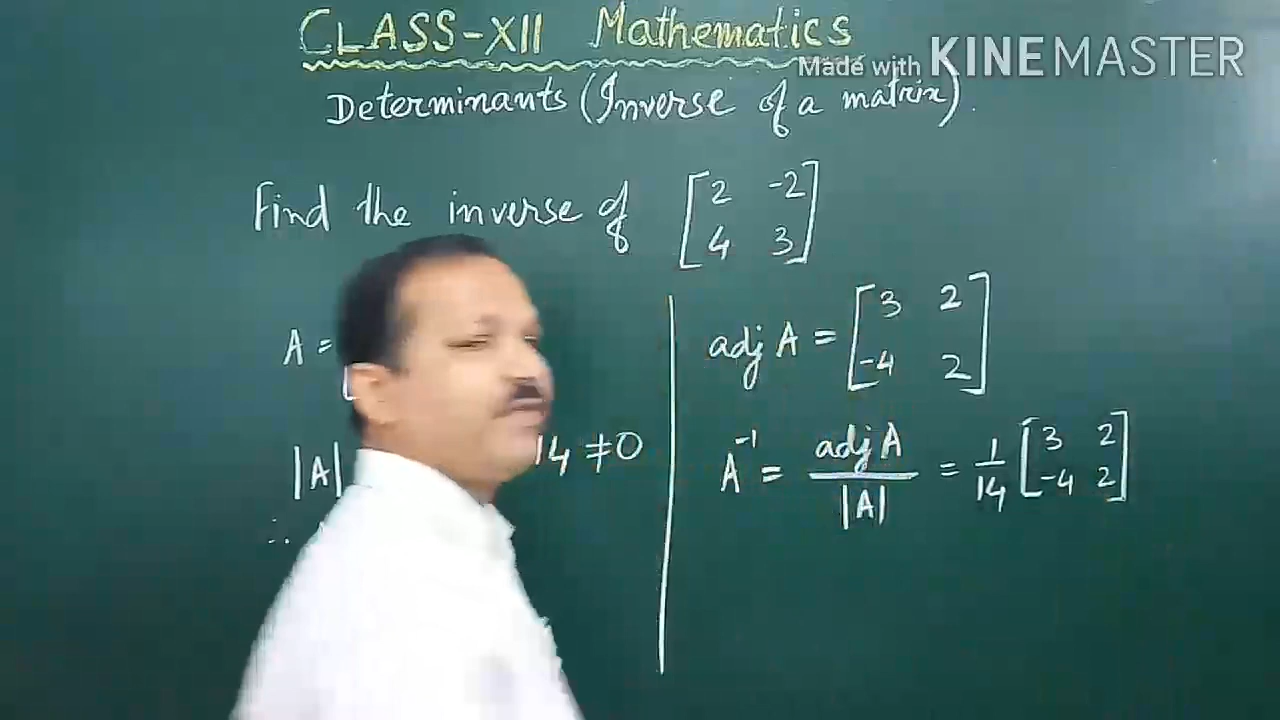 CLASS-XII Mathematics
Made with KINEMASTER
Determinants (Inverse of a matrix).
Find the inverse of [2 -2
4 3]
A =
|A| 14 ≠ 0
∴
adj A = [3 2
-4 2]
A⁻¹ = adj A / |A| = 1/14 [3 2
-4 2]